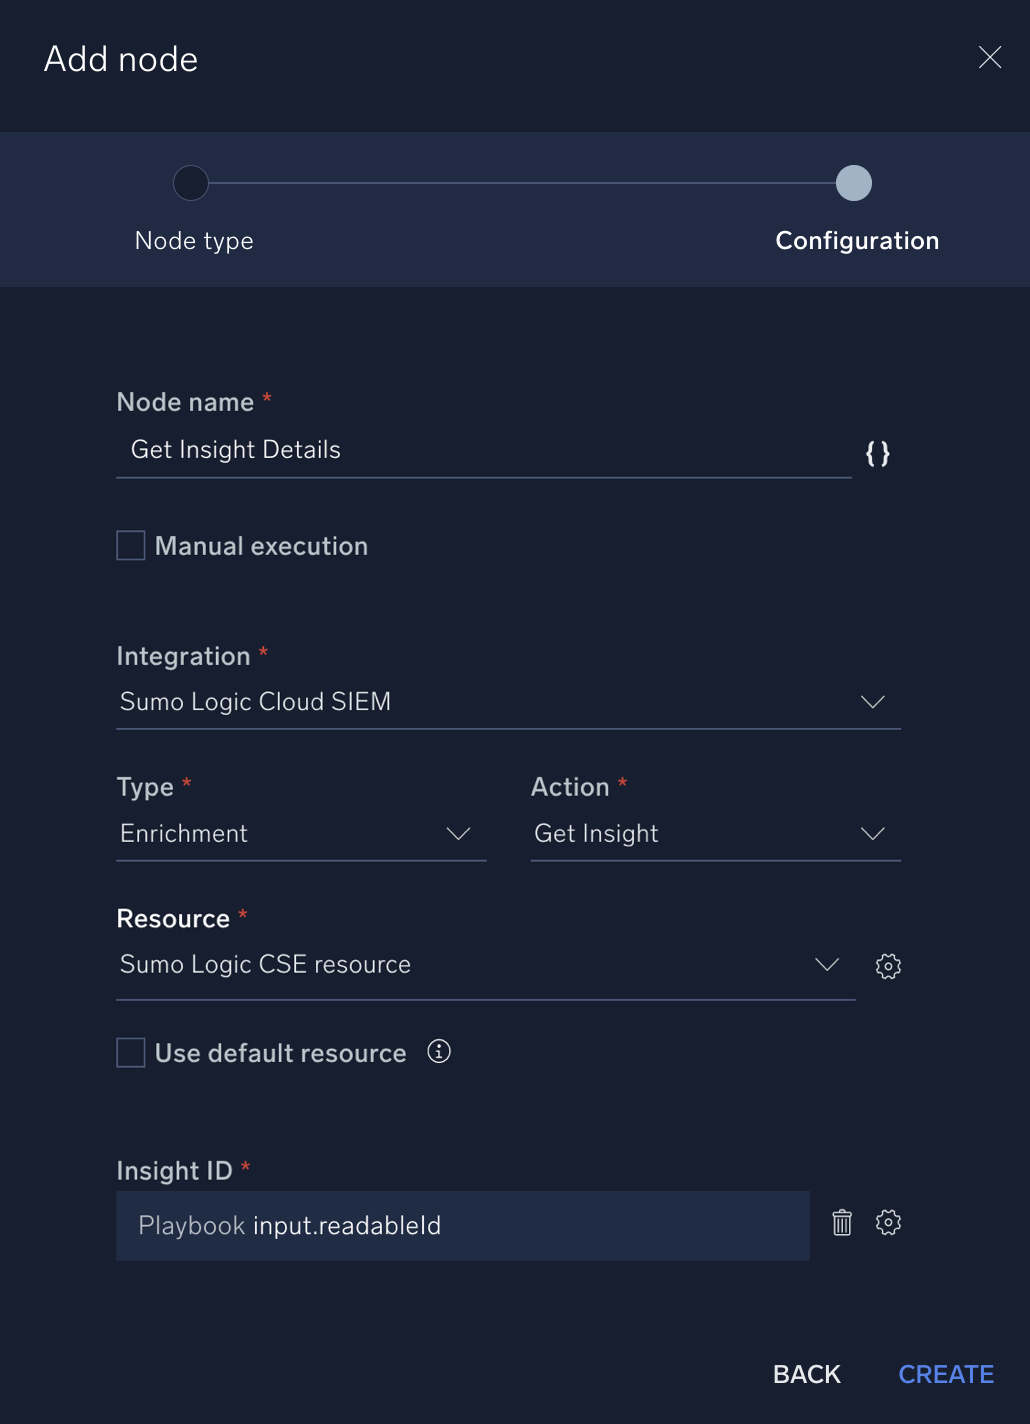 Add node
Node type
Configuration
Node name *
Get Insight Details
{}
Manual execution
Integration *
Sumo Logic Cloud SIEM
Type *
Action *
Enrichment
Get Insight
Resource *
Sumo Logic CSE resource
Use default resource
Insight ID *
Playbook input.readableId
BACK
CREATE